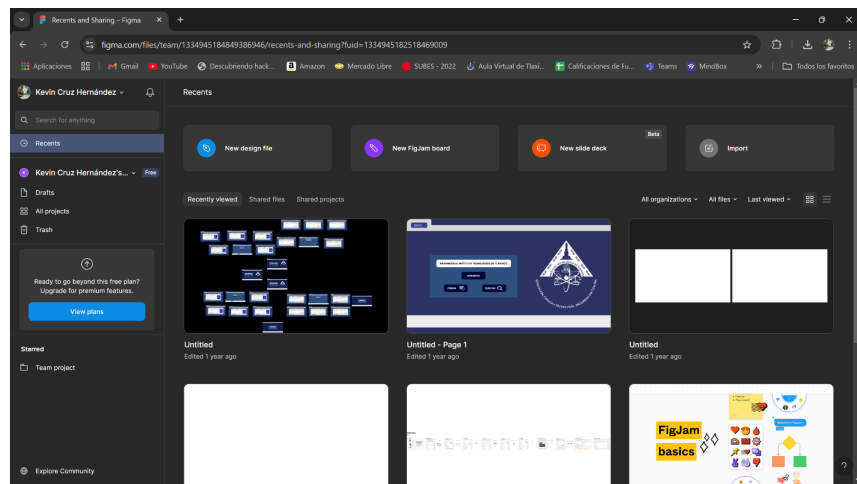 Recents and Sharing – Figma
figma.com/files/team/1334945184849386946/recents-and-sharing?fuid=1334945182518469009
Aplicaciones
Gmail
YouTube
Descubriendo hack...
Amazon
Mercado Libre
SUBES - 2022
Aula Virtual de Tlaxi...
Calificaciones de Fu...
Teams
MindBox
»
Todos los favoritos
Kevin Cruz Hernández
Recents
Search for anything
Recents
New design file
New FigJam board
New slide deck
Beta
Import
Kevin Cruz Hernández's...
Free
Drafts
All projects
Trash
Recently viewed
Shared files
Shared projects
All organizations
All files
Last viewed
Ready to go beyond this free plan?
Upgrade for premium features.
View plans
Untitled
Edited 1 year ago
Untitled - Page 1
Edited 1 year ago
Untitled
Edited 1 year ago
Starred
Team project
FigJam
basics
Explore Community
?